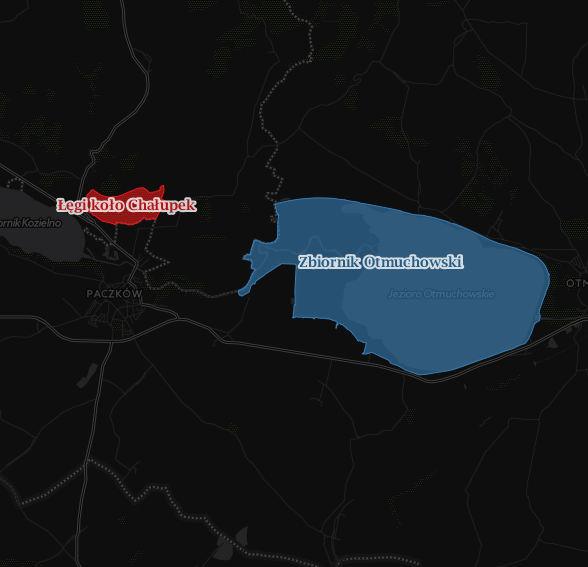 Łęgi koło Chałupek
ornik Kozielno
Zbiornik Otmuchowski
OTM
PACZKÓW
Jezioro Otmuchowskie